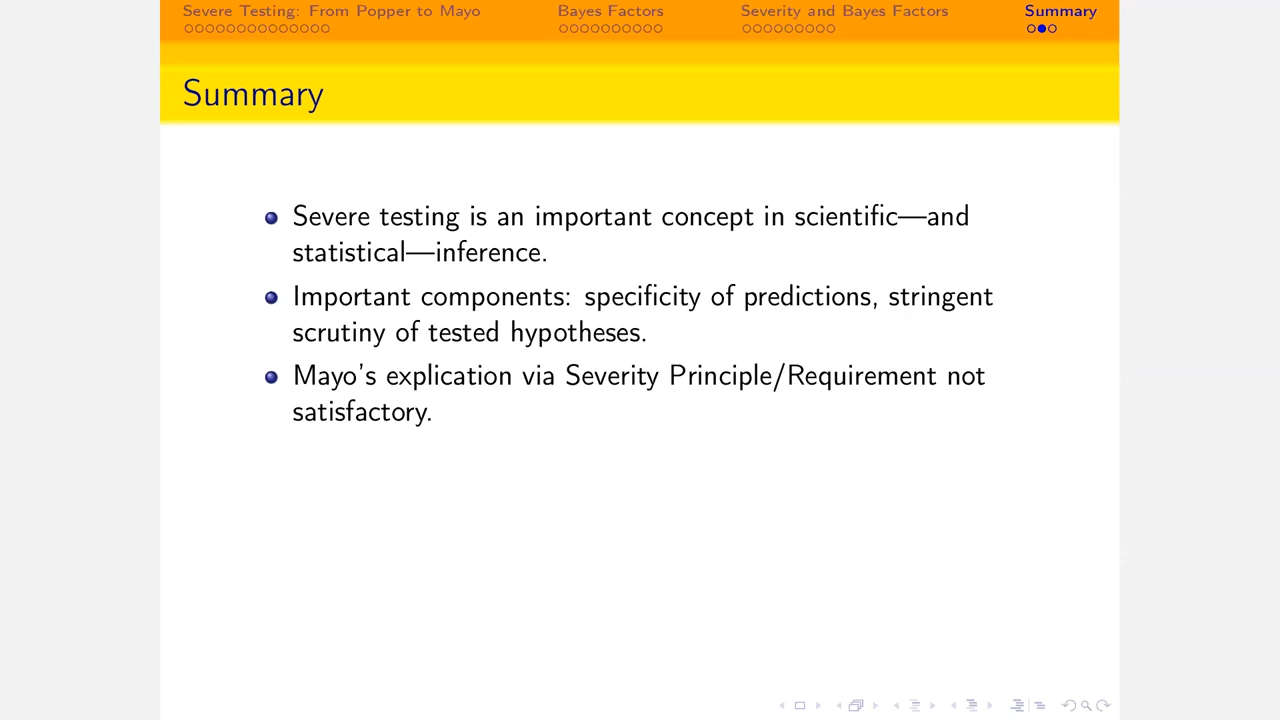 Severe Testing: From Popper to Mayo Bayes Factors Severity and Bayes Factors Summary
Summary
Severe testing is an important concept in scientific—and
statistical—inference.
Important components: specificity of predictions, stringent
scrutiny of tested hypotheses.
Mayo's explication via Severity Principle/Requirement not
satisfactory.